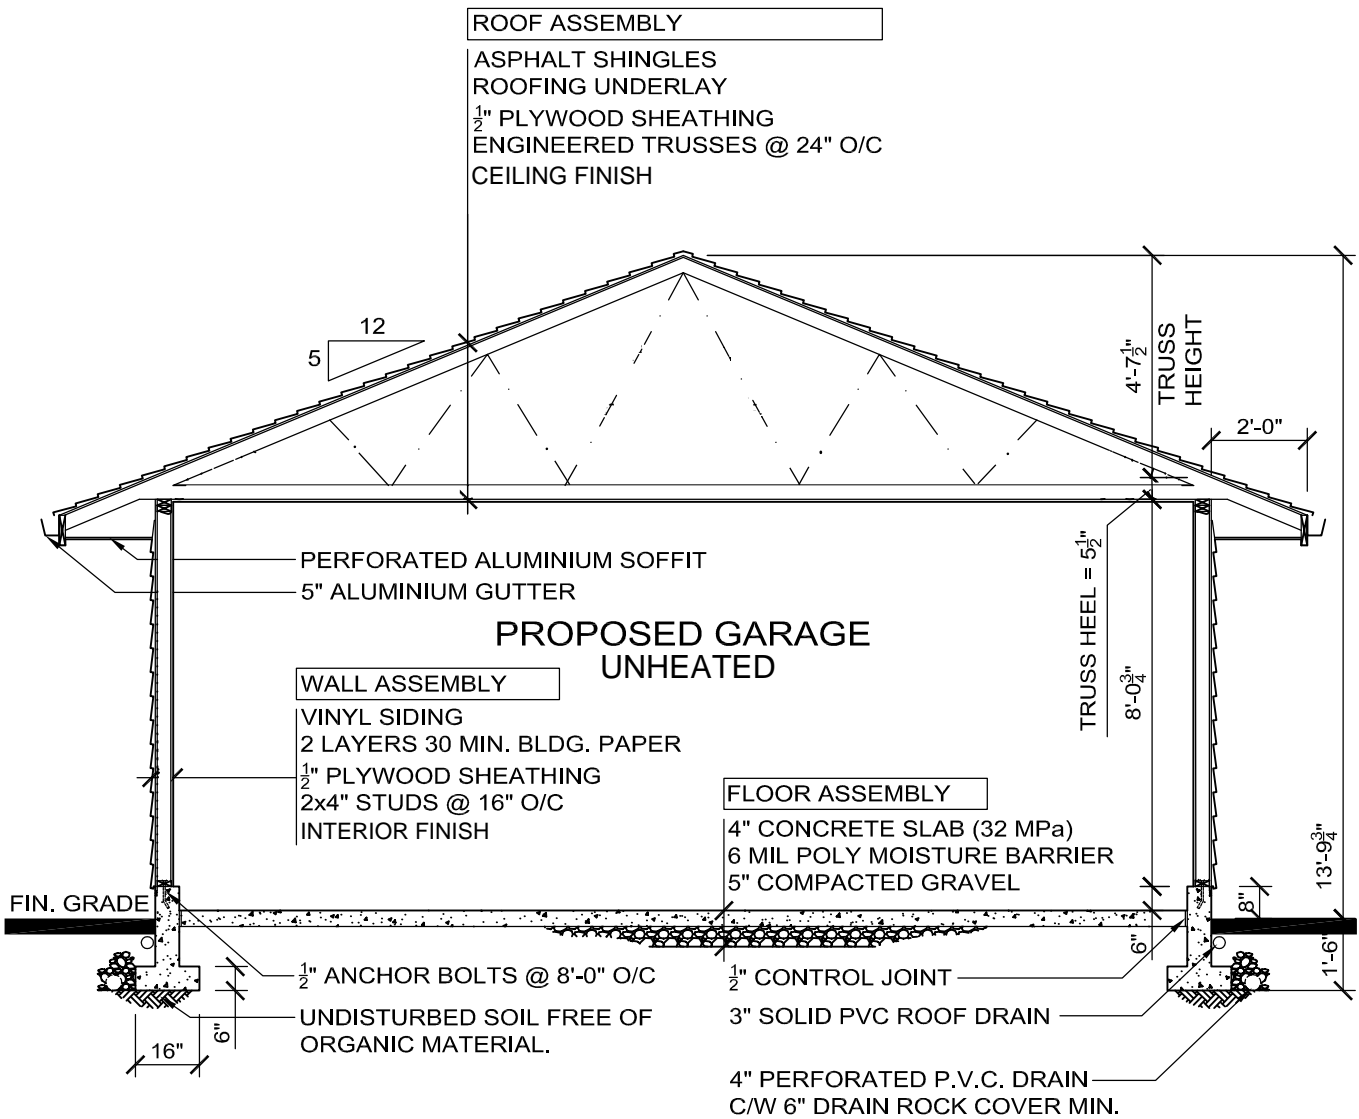 ROOF ASSEMBLY
ASPHALT SHINGLES
ROOFING UNDERLAY
½" PLYWOOD SHEATHING
ENGINEERED TRUSSES @ 24" O/C
CEILING FINISH
12
5
4'-7½"
TRUSS
HEIGHT
2'-0"
PERFORATED ALUMINIUM SOFFIT
5" ALUMINIUM GUTTER
TRUSS HEEL = 5½"
8'-0¾"
PROPOSED GARAGE
UNHEATED
WALL ASSEMBLY
VINYL SIDING
2 LAYERS 30 MIN. BLDG. PAPER
½" PLYWOOD SHEATHING
2x4" STUDS @ 16" O/C
INTERIOR FINISH
FLOOR ASSEMBLY
4" CONCRETE SLAB (32 MPa)
6 MIL POLY MOISTURE BARRIER
5" COMPACTED GRAVEL
13'-9¾"
FIN. GRADE
8"
6"
1'-6"
½" ANCHOR BOLTS @ 8'-0" O/C
½" CONTROL JOINT
UNDISTURBED SOIL FREE OF
ORGANIC MATERIAL.
3" SOLID PVC ROOF DRAIN
6"
16"
4" PERFORATED P.V.C. DRAIN
C/W 6" DRAIN ROCK COVER MIN.